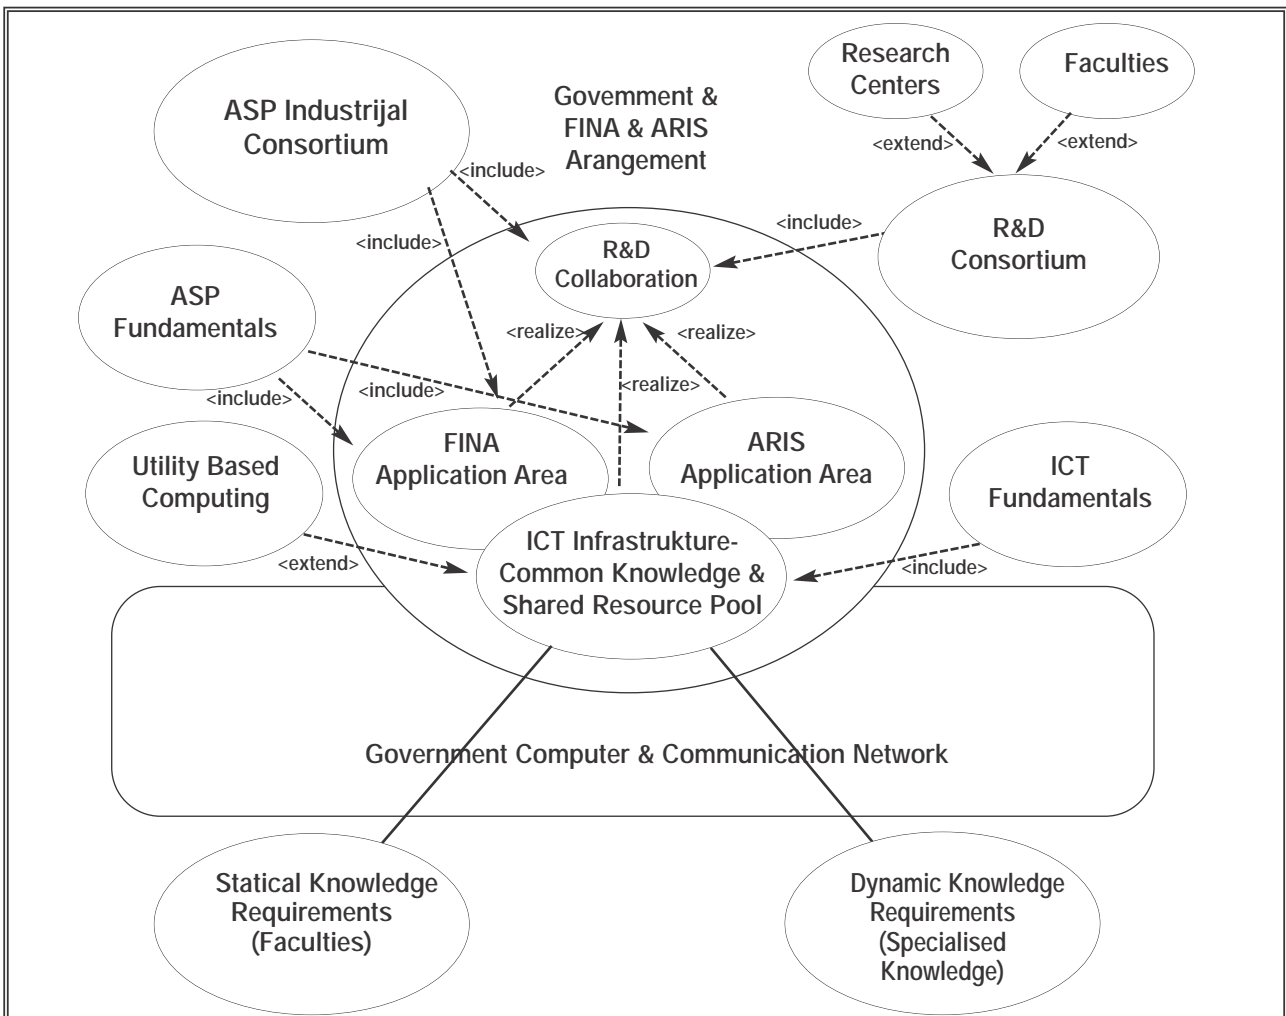 Research
Centers
Faculties
ASP Industrijal
Consortium
Govemment &
FINA & ARIS
Arangement
<extend>
<extend>
<include>
<include>
<include>
R&D
Collaboration
R&D
Consortium
ASP
Fundamentals
<realize>
<realize>
<realize>
<include>
<include>
FINA
Application Area
ARIS
Application Area
Utility Based
Computing
ICT
Fundamentals
ICT Infrastrukture-
Common Knowledge &
Shared Resource Pool
<extend>
<include>
Government Computer & Communication Network
Statical Knowledge
Requirements
(Faculties)
Dynamic Knowledge
Requirements
(Specialised
Knowledge)